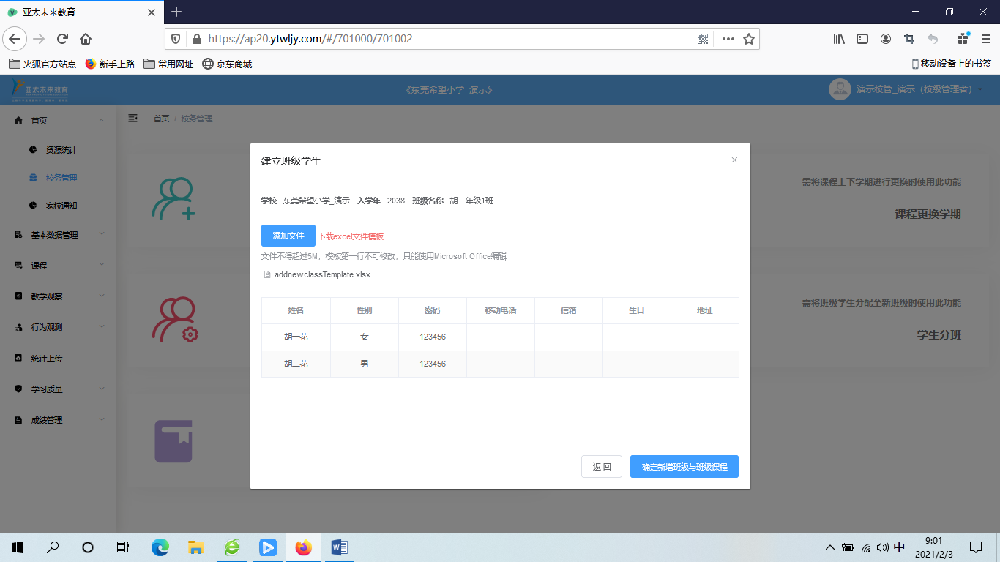 亚太未来教育
https://ap20.ytwljy.com/#/701000/701002
火狐官方站点 新手上路 常用网址 京东商城 移动设备上的书签
亚太未来教育 《东莞希望小学_演示》 演示校管_演示（校级管理者）
首页 首页 / 校务管理
资源统计
校务管理
家校通知
基本数据管理
课程
教学观察
行为观测
统计上传
学习质量
成绩管理
需将课程上下学期进行更换时使用此功能
课程更换学期
需将班级学生分配至新班级时使用此功能
学生分班
建立班级学生
学校 东莞希望小学_演示 入学年 2038 班级名称 胡二年级1班
添加文件 下载excel文件模板
文件不得超过5M，模板第一行不可修改，只能使用Microsoft Office编辑
addnewclassTemplate.xlsx
姓名 性别 密码 移动电话 信箱 生日 地址
胡一花 女 123456
胡二花 男 123456
返回 确定新增班级与班级课程
中 9:01
2021/2/3